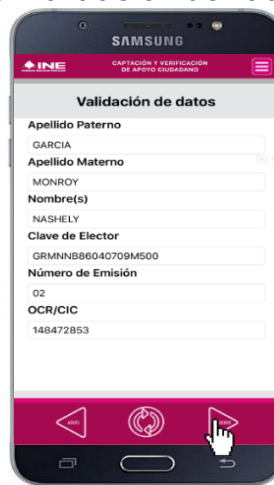 SAMSUNG
INE
CAPTACIÓN Y VERIFICACIÓN
DE APOYO CIUDADANO
Validación de datos
Apellido Paterno
GARCIA
Apellido Materno
MONROY
Nombre(s)
NASHELY
Clave de Elector
GRMNNB86040709M500
Número de Emisión
02
OCR/CIC
148472853